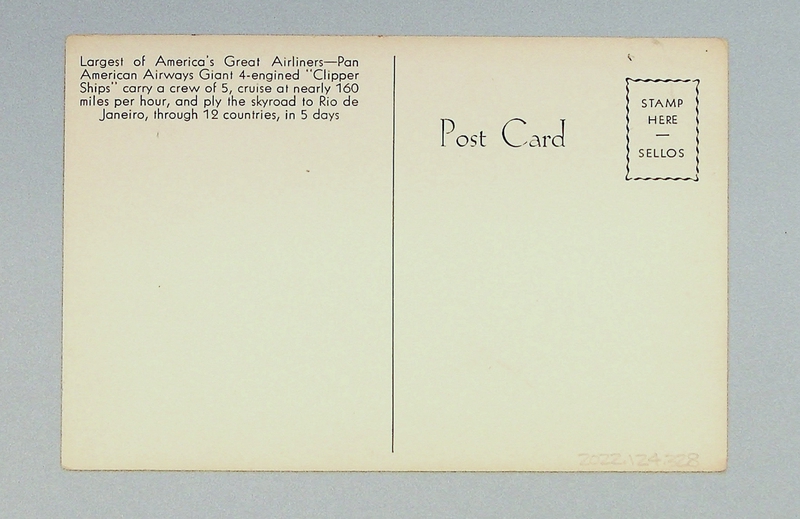 Largest of America's Great Airliners—Pan
American Airways Giant 4-engined "Clipper
Ships" carry a crew of 5, cruise at nearly 160
miles per hour, and ply the skyroad to Rio de
Janeiro, through 12 countries, in 5 days
Post Card
STAMP
HERE
—
SELLOS
2022.124.328